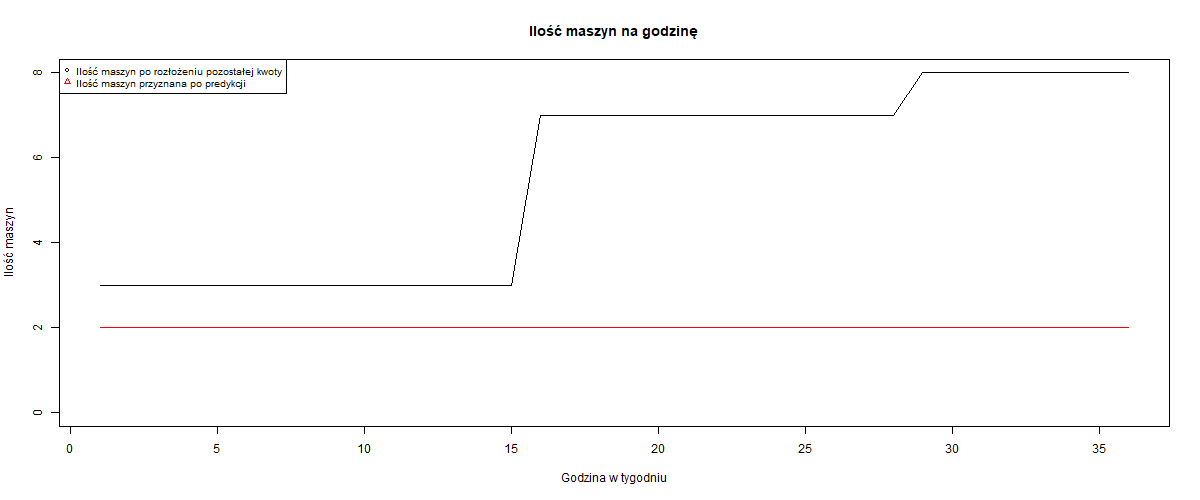 Ilość maszyn na godzinę
Ilość maszyn po rozłożeniu pozostałej kwoty
Ilość maszyn przyznana po predykcji
Ilość maszyn
8
6
4
2
0
0 5 10 15 20 25 30 35
Godzina w tygodniu